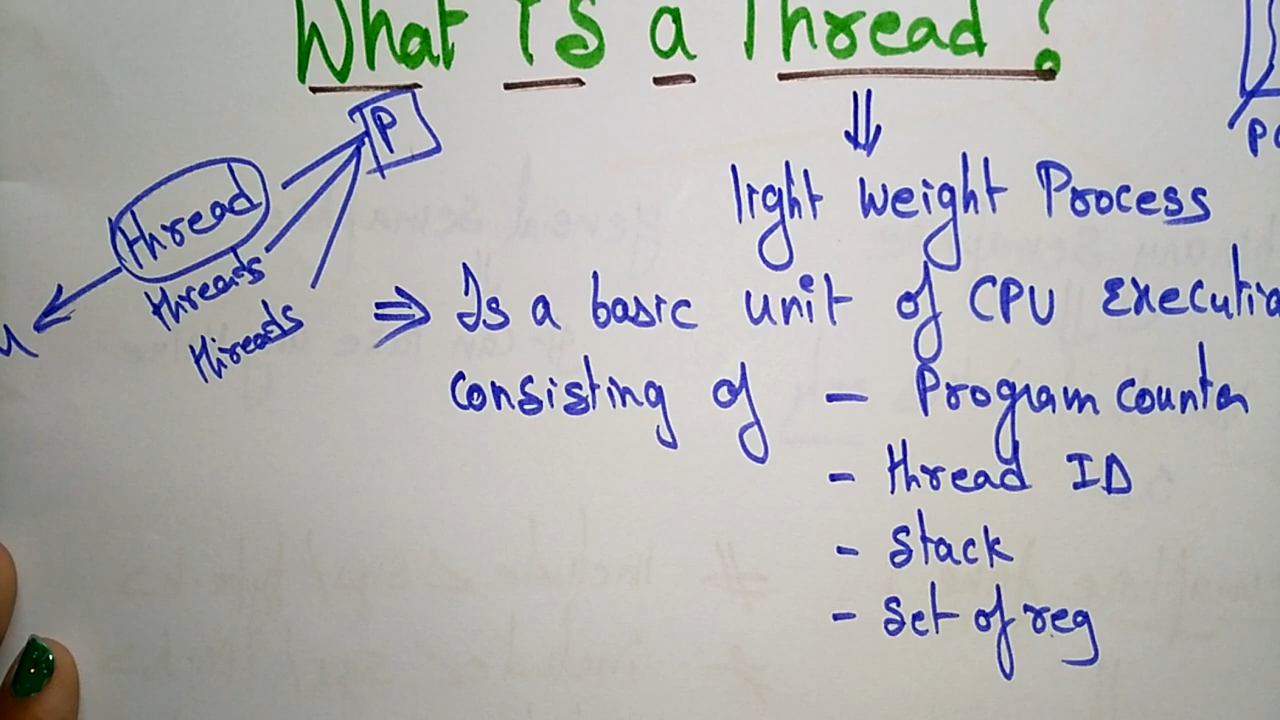 What is a Thread?
P
light weight Process
thread
threads
threads
⇒ Is a basic unit of CPU
consisting of - Program counter
- thread ID
- stack
- set of reg